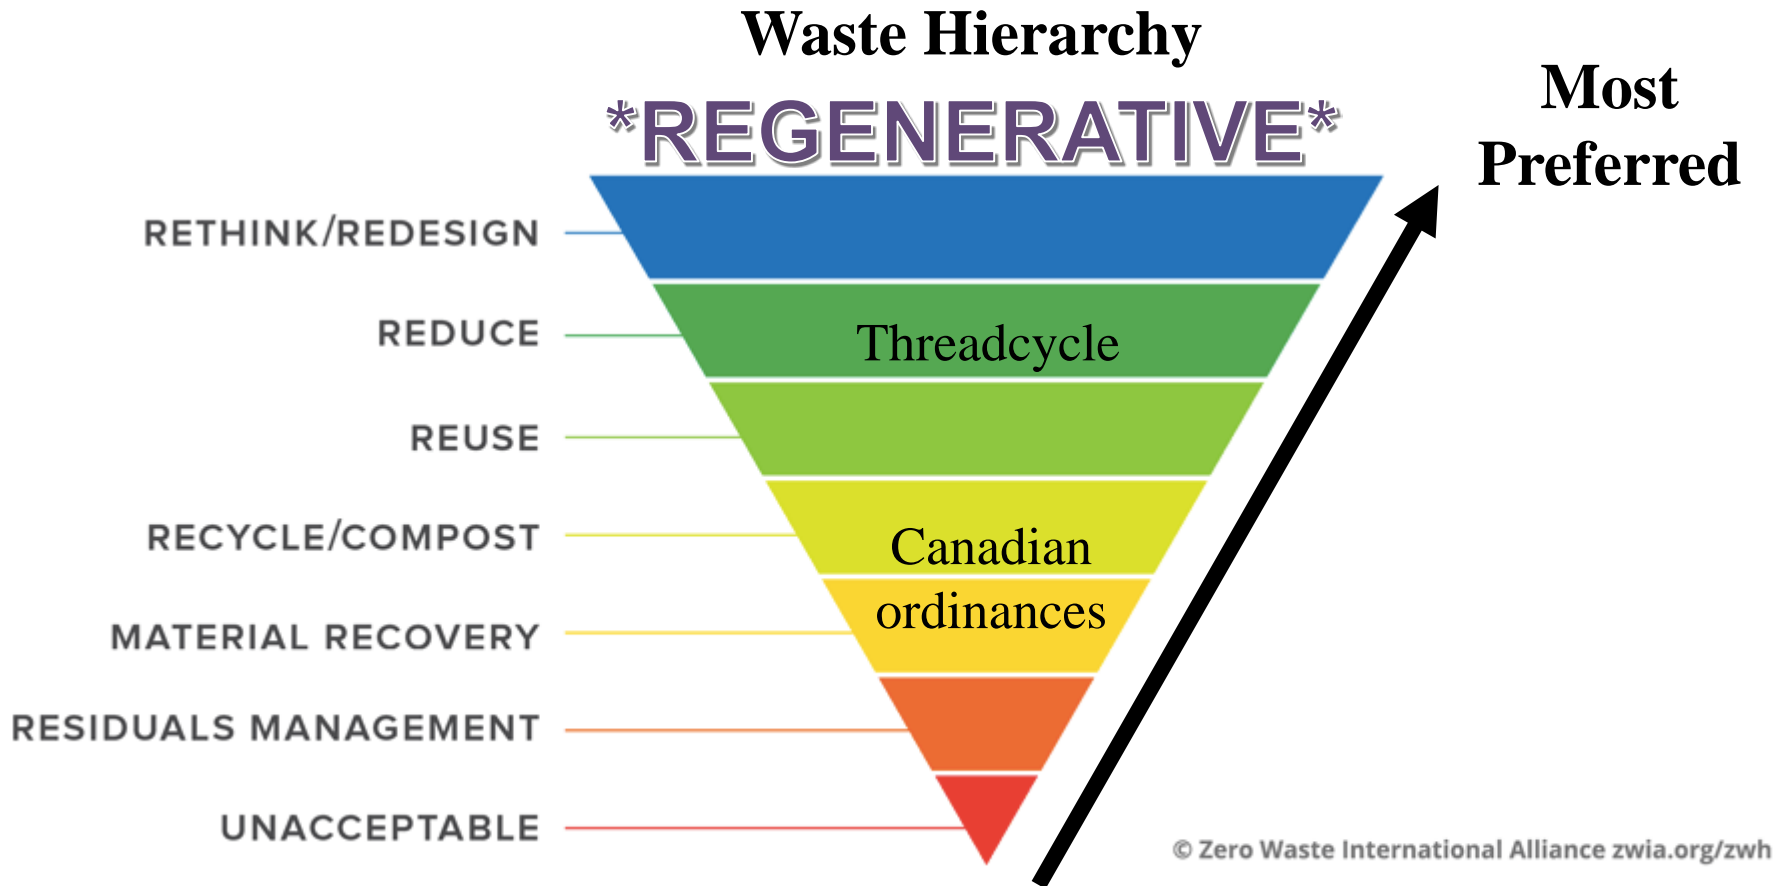 Waste Hierarchy
*REGENERATIVE*
Most
Preferred
RETHINK/REDESIGN
REDUCE
Threadcycle
REUSE
RECYCLE/COMPOST
Canadian
ordinances
MATERIAL RECOVERY
RESIDUALS MANAGEMENT
UNACCEPTABLE
© Zero Waste International Alliance zwia.org/zwh